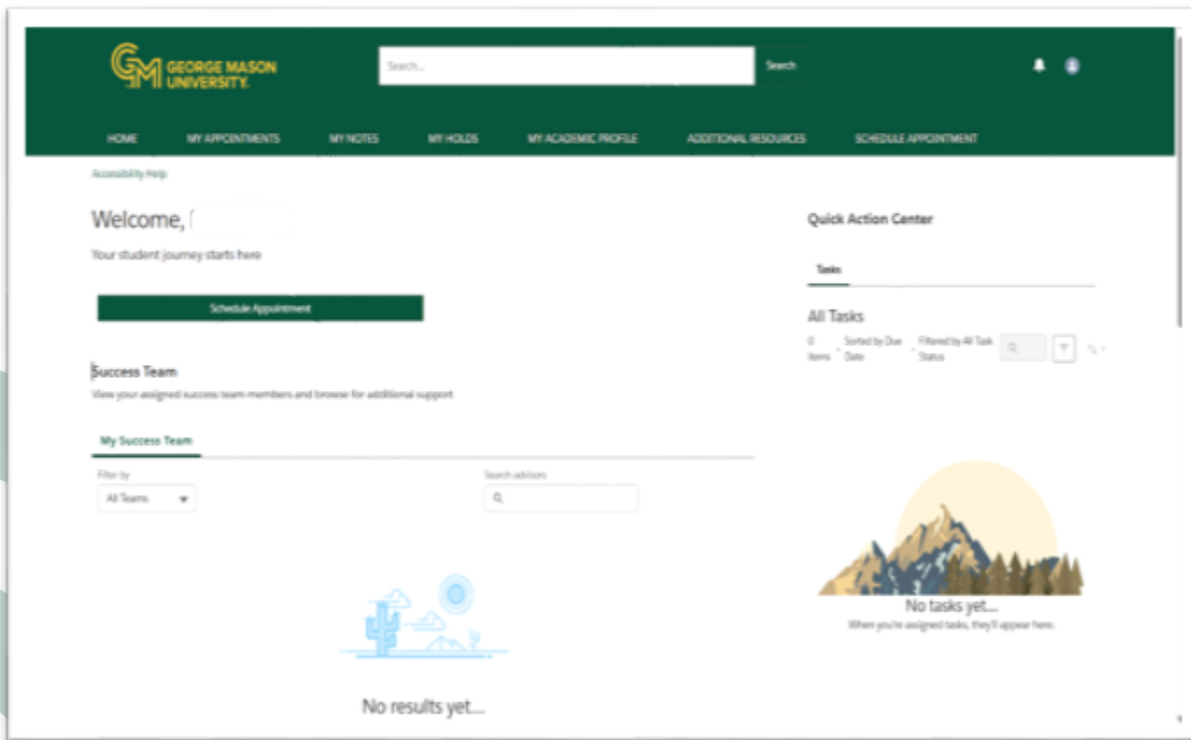 GM GEORGE MASON
UNIVERSITY.
Search...
Search
HOME MY APPOINTMENTS MY NOTES MY HOLDS MY ACADEMIC PROFILE ADDITIONAL RESOURCES SCHEDULE APPOINTMENT
Accessibility Help
Welcome,
Your student journey starts here
Schedule Appointment
Success Team
View your assigned success team members and browse for additional support
My Success Team
Filter by
All Teams
Search advisors
No results yet...
Quick Action Center
Tasks
All Tasks
0 Sorted by Due Filtered by All Task
Items Date Status
No tasks yet...
When you're assigned tasks, they'll appear here.